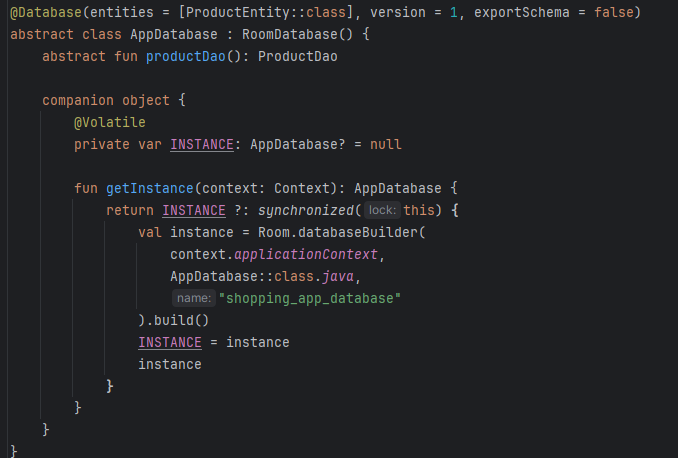 @Database(entities = [ProductEntity::class], version = 1, exportSchema = false)
abstract class AppDatabase : RoomDatabase() {
    abstract fun productDao(): ProductDao

    companion object {
        @Volatile
        private var INSTANCE: AppDatabase? = null

        fun getInstance(context: Context): AppDatabase {
            return INSTANCE ?: synchronized( lock: this) {
                val instance = Room.databaseBuilder(
                    context.applicationContext,
                    AppDatabase::class.java,
                    name: "shopping_app_database"
                ).build()
                INSTANCE = instance
                instance
            }
        }
    }
}